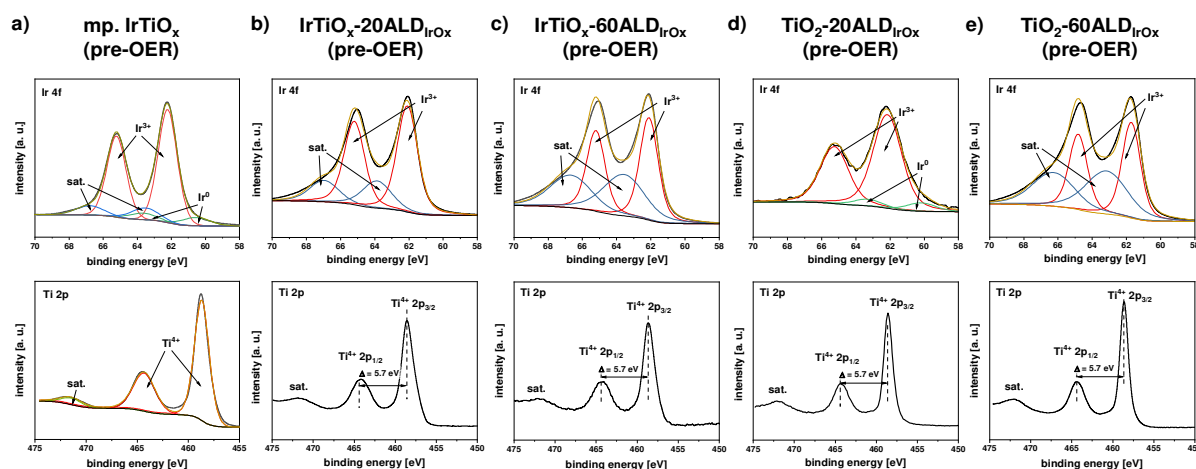 a)
mp. IrTiOₓ
(pre-OER)
Ir 4f
Ir³⁺
sat.
Ir⁰
intensity [a. u.]
70 68 66 64 62 60 58
binding energy [eV]
Ti 2p
Ti⁴⁺
sat.
intensity [a. u.]
475 470 465 460 455
binding energy [eV]
b)
IrTiOₓ-20ALD_IrOx
(pre-OER)
Ir 4f
Ir³⁺
sat.
intensity [a. u.]
70 68 66 64 62 60 58
binding energy [eV]
Ti 2p
Ti⁴⁺ 2p₃/₂
Ti⁴⁺ 2p₁/₂
Δ = 5.7 eV
sat.
intensity [a. u.]
475 470 465 460 455 450
binding energy [eV]
c)
IrTiOₓ-60ALD_IrOx
(pre-OER)
Ir 4f
Ir³⁺
sat.
intensity [a. u.]
70 68 66 64 62 60 58
binding energy [eV]
Ti 2p
Ti⁴⁺ 2p₃/₂
Ti⁴⁺ 2p₁/₂
Δ = 5.7 eV
sat.
intensity [a. u.]
475 470 465 460 455 450
binding energy [eV]
d)
TiO₂-20ALD_IrOx
(pre-OER)
Ir 4f
Ir³⁺
Ir⁰
intensity [a. u.]
70 68 66 64 62 60 58
binding energy [eV]
Ti 2p
Ti⁴⁺ 2p₃/₂
Ti⁴⁺ 2p₁/₂
Δ = 5.7 eV
sat.
intensity [a. u.]
475 470 465 460 455 450
binding energy [eV]
e)
TiO₂-60ALD_IrOx
(pre-OER)
Ir 4f
Ir³⁺
sat.
intensity [a. u.]
70 68 66 64 62 60 58
binding energy [eV]
Ti 2p
Ti⁴⁺ 2p₃/₂
Ti⁴⁺ 2p₁/₂
Δ = 5.7 eV
sat.
intensity [a. u.]
475 470 465 460 455 450
binding energy [eV]